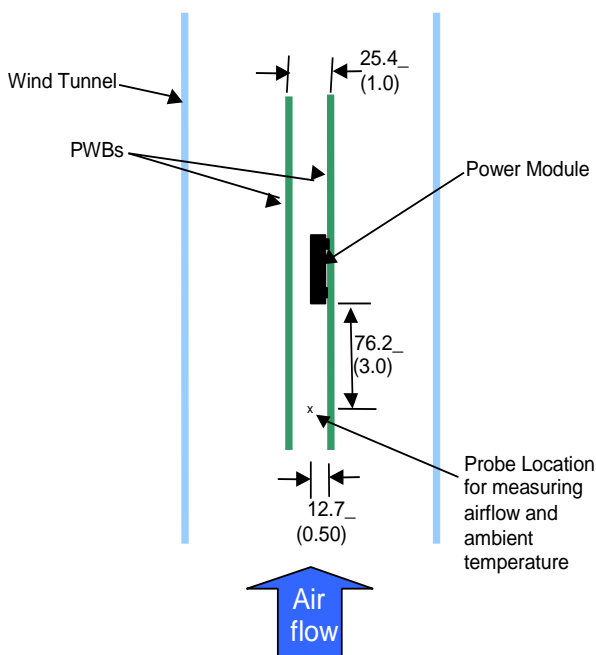 25.4_
(1.0)
Wind Tunnel
PWBs
Power Module
76.2_
(3.0)
x
Probe Location
for measuring
airflow and
ambient
temperature
12.7_
(0.50)
Air
flow